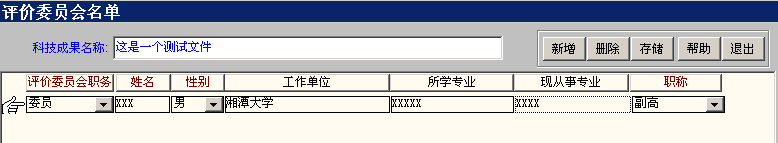 评价委员会名单
科技成果名称: 这是一个测试文件 新增 删除 存储 帮助 退出
评价委员会职务 姓名 性别 工作单位 所学专业 现从事专业 职称
委员 xxx 男 湘潭大学 xxxxx xxxx 副高